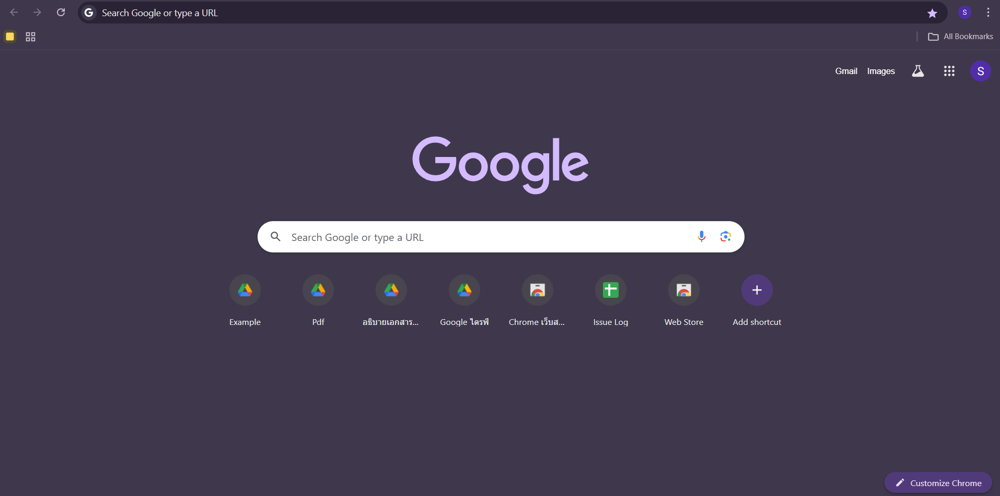 Search Google or type a URL
S
All Bookmarks
Gmail Images
S
Google
Search Google or type a URL
Example
Pdf
อธิบายเอกสาร...
Google ไดรฟ์
Chrome เว็บส...
Issue Log
Web Store
Add shortcut
Customize Chrome